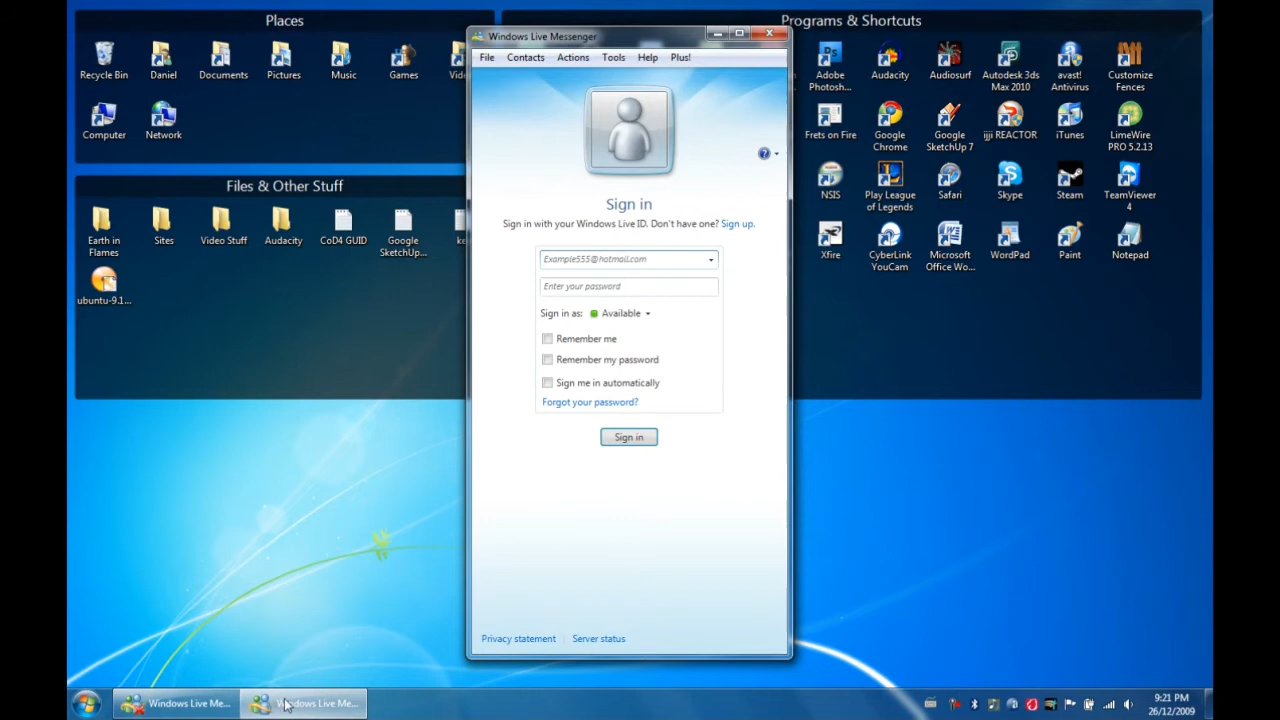 Places
Recycle Bin
Daniel
Documents
Pictures
Music
Games
Computer
Network
Files & Other Stuff
Earth in
Flames
Sites
Video Stuff
Audacity
CoD4 GUID
Google
SketchUp...
ubuntu-9.1...
Windows Live Messenger
File
Contacts
Actions
Tools
Help
Plus!
Sign in
Sign in with your Windows Live ID. Don't have one? Sign up.
Example555@hotmail.com
Enter your password
Sign in as: Available
Remember me
Remember my password
Sign me in automatically
Forgot your password?
Sign in
Privacy statement
Server status
Programs & Shortcuts
Adobe
Photosh...
Audacity
Audiosurf
Autodesk 3ds
Max 2010
avast!
Antivirus
Customize
Fences
Frets on Fire
Google
Chrome
Google
SketchUp 7
ijji REACTOR
iTunes
LimeWire
PRO 5.2.13
NSIS
Play League
of Legends
Safari
Skype
Steam
TeamViewer
4
Xfire
CyberLink
YouCam
Microsoft
Office Wo...
WordPad
Paint
Notepad
Windows Live Me...
Windows Live Me...
9:21 PM
26/12/2009